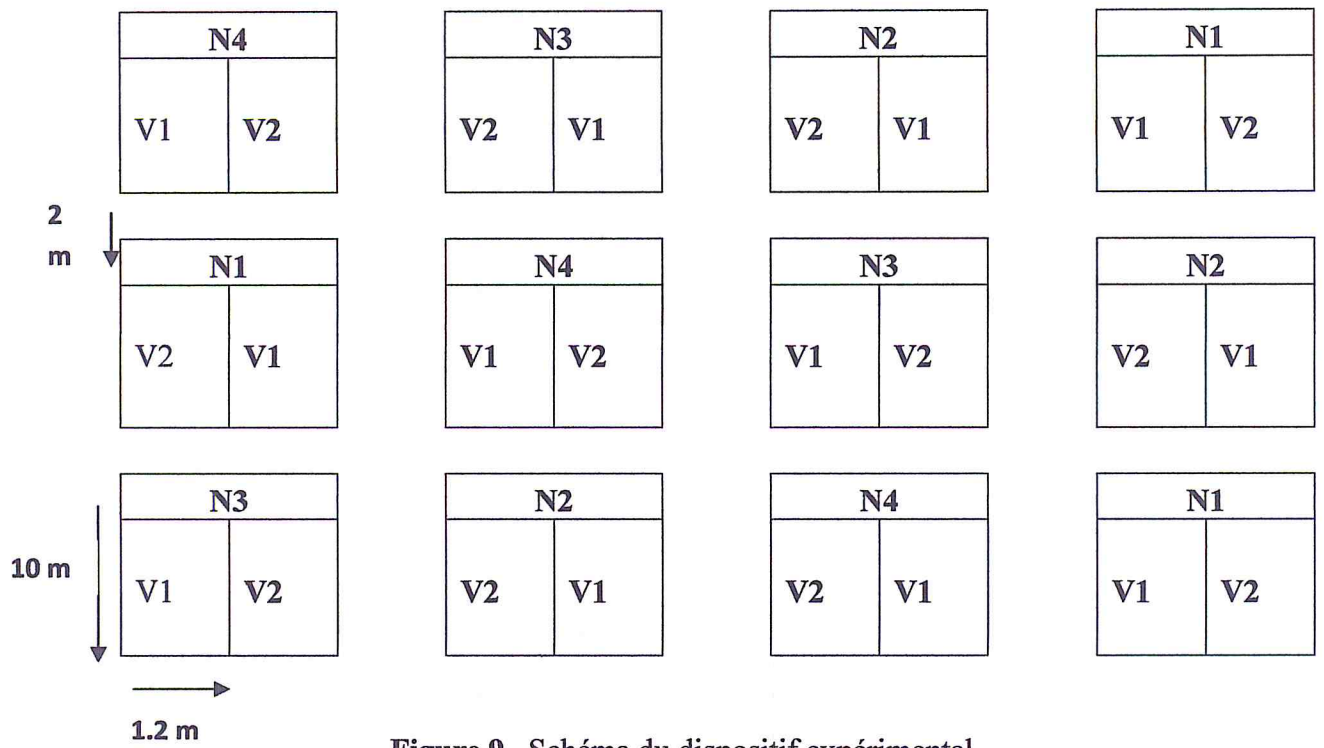 N4 N3 N2 N1
V1 V2 V2 V1 V2 V1 V1 V2
2
m
N1 N4 N3 N2
V2 V1 V1 V2 V1 V2 V2 V1
N3 N2 N4 N1
10 m
V1 V2 V2 V1 V2 V1 V1 V2
1.2 m
Figure 9. Schéma du dispositif expérimental